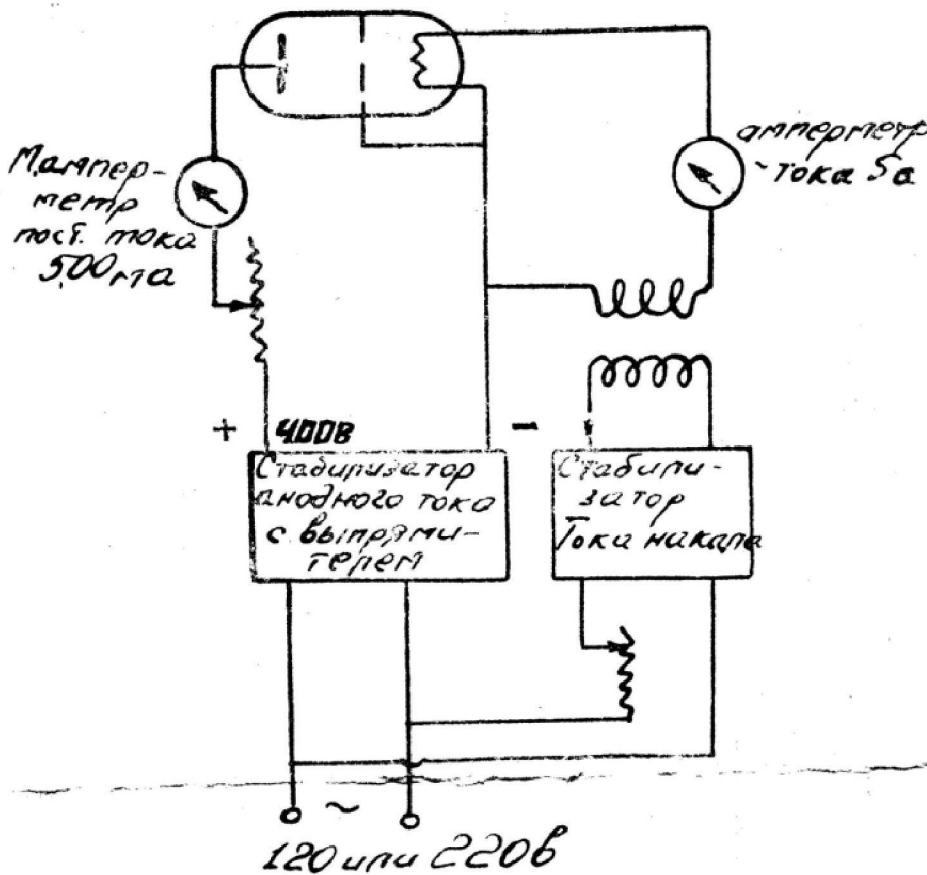 амперметр
~ тока 5а
Мампер-
метр
пост. тока
500 ма
+ 400в -
Стабилизатор
анодного тока
с выпрями-
телем
Стабили-
затор
Тока накала
~
120 или 220в